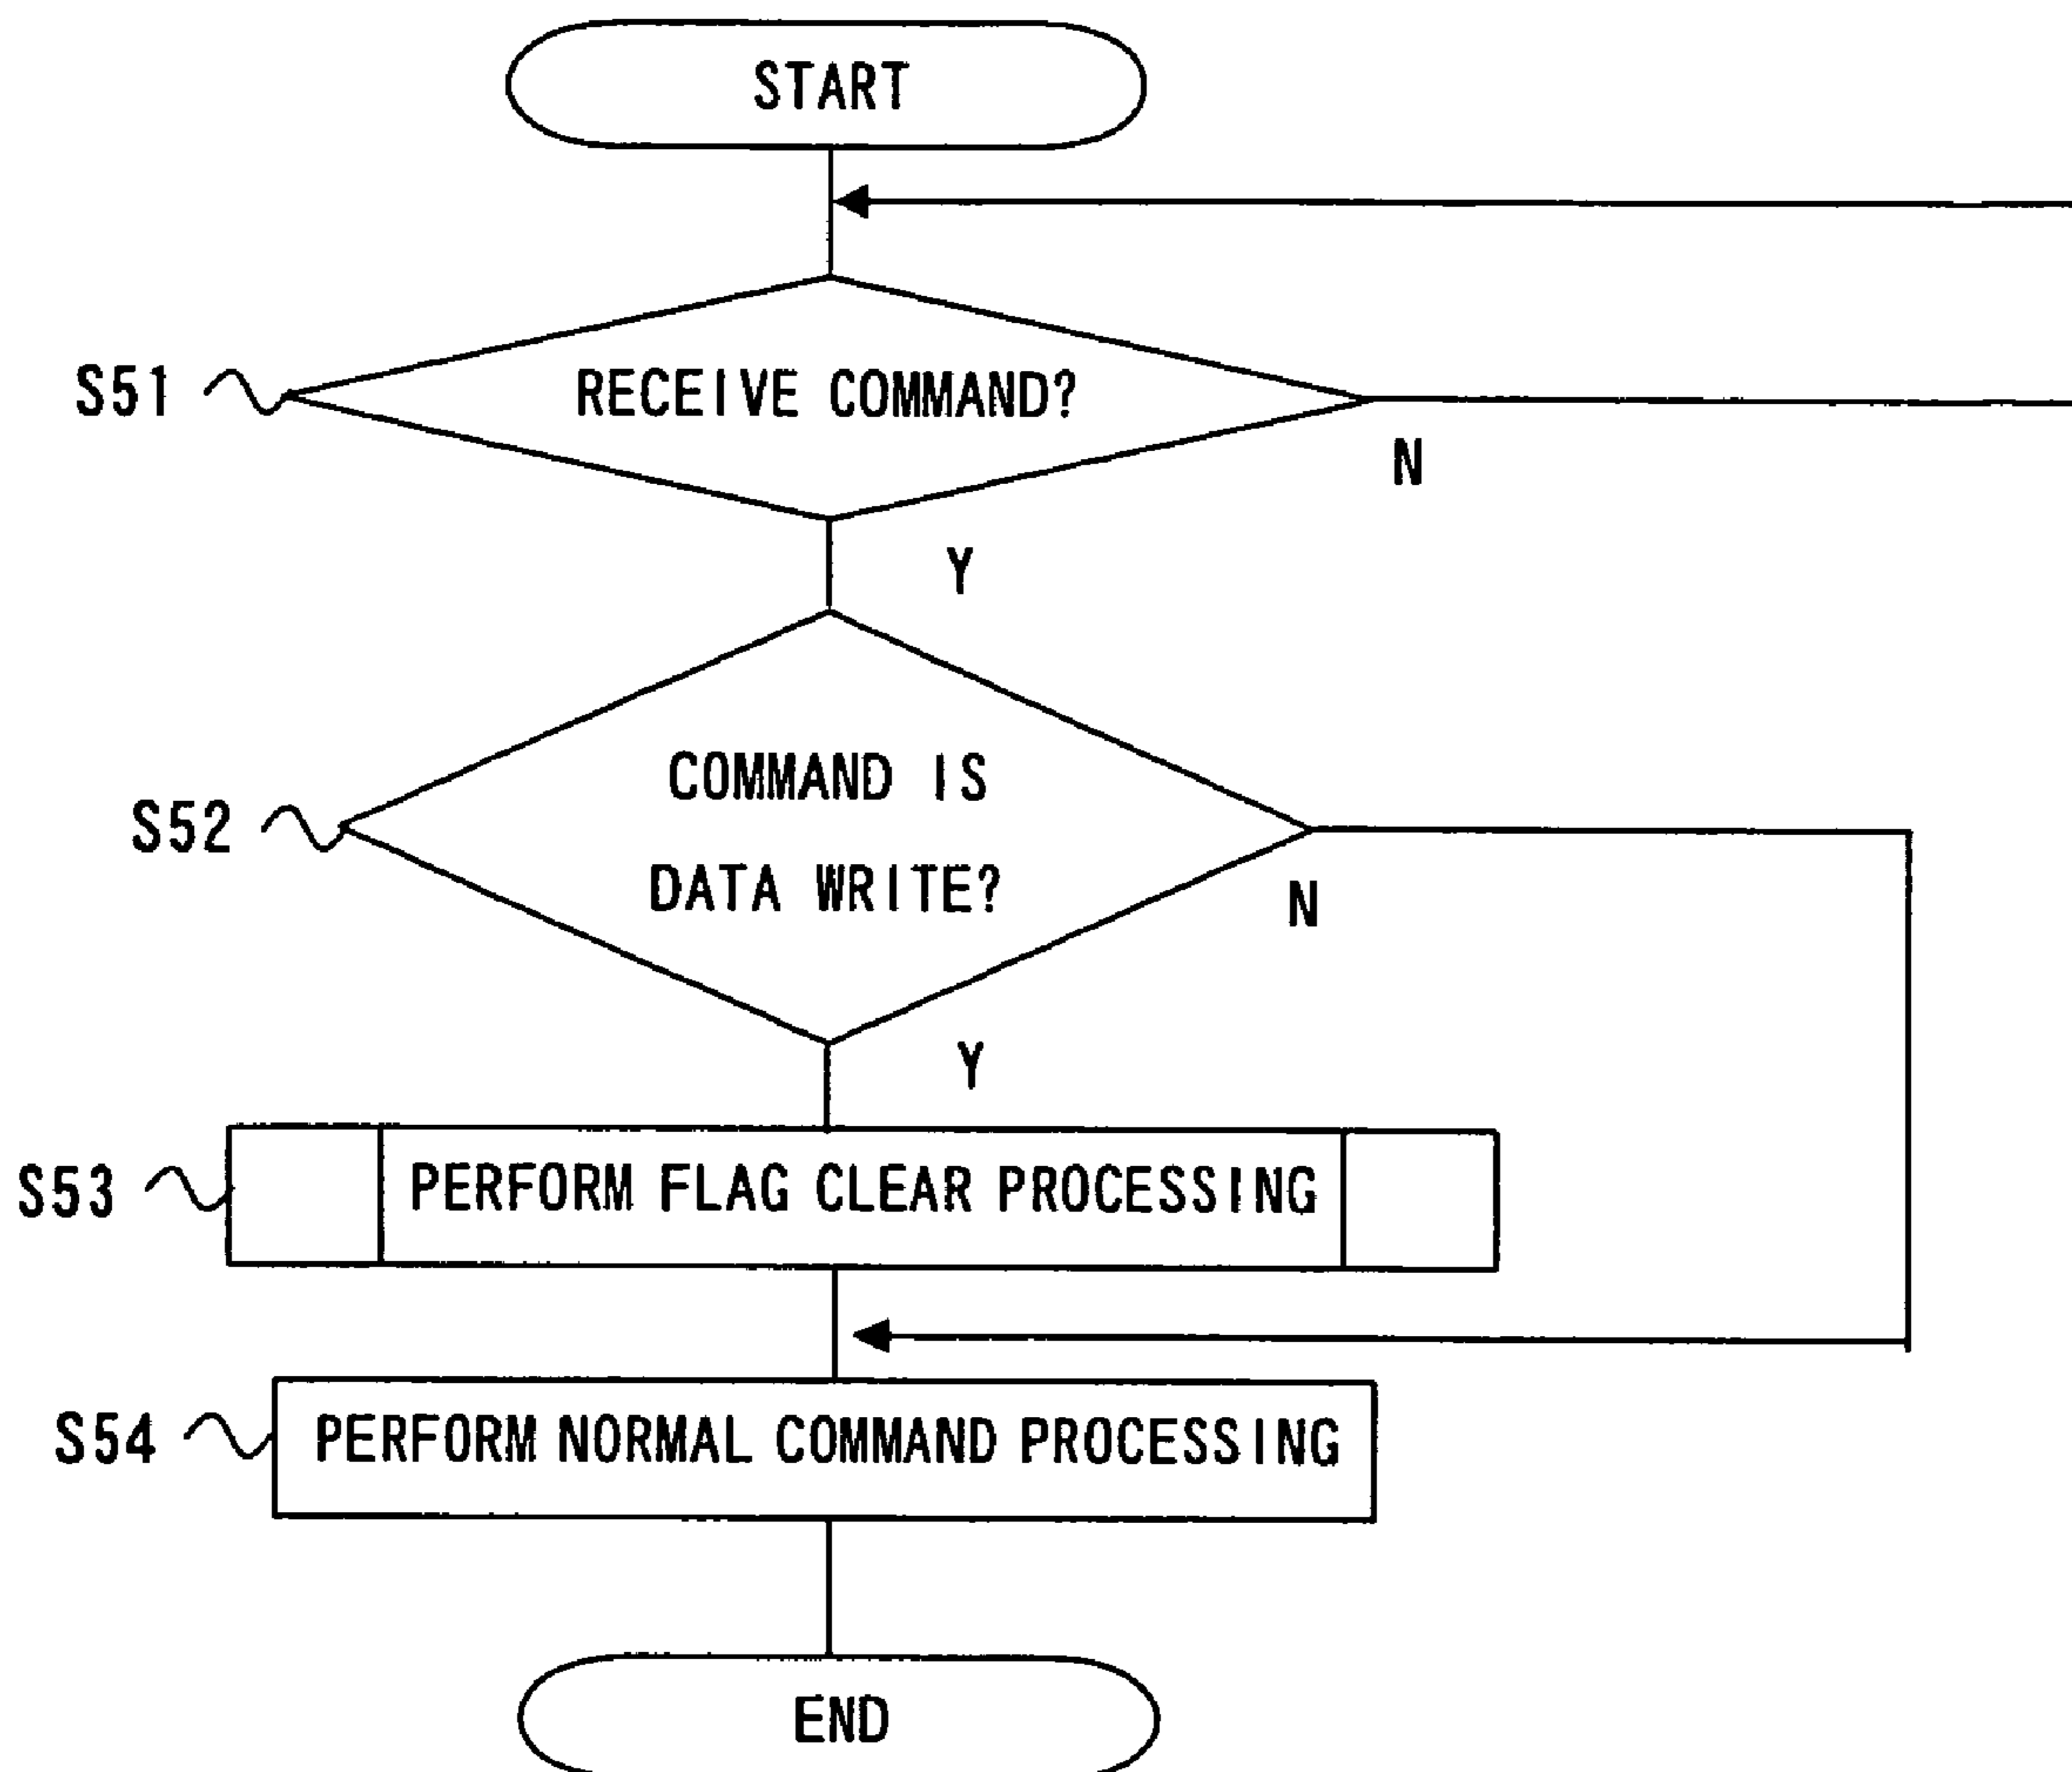 START
S51
RECEIVE COMMAND?
N
Y
S52
COMMAND IS
DATA WRITE?
N
Y
S53
PERFORM FLAG CLEAR PROCESSING
S54
PERFORM NORMAL COMMAND PROCESSING
END